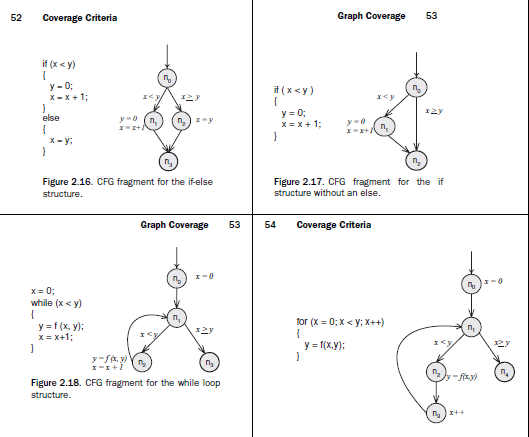 52 Coverage Criteria
if (x < y)
{
y = 0;
x = x + 1;
}
else
{
x = y;
}
n0
x < y
x ≥ y
y = 0
x = x+1
n1
n2
x = y
n3
Figure 2.16. CFG fragment for the if-else
structure.
Graph Coverage 53
if ( x < y )
{
y = 0;
x = x + 1;
}
n0
x < y
x ≥ y
y = 0
x = x+1
n1
n2
Figure 2.17. CFG fragment for the if
structure without an else.
Graph Coverage 53
x = 0;
while (x < y)
{
y = f (x, y);
x = x+1;
}
n0
x = 0
n1
x < y
x ≥ y
y = f(x, y)
x = x + 1
n2
n3
Figure 2.18. CFG fragment for the while loop
structure.
54 Coverage Criteria
for (x = 0; x < y; x++)
{
y = f(x,y);
}
n0
x = 0
n1
x < y
x ≥ y
n2
y = f(x,y)
n4
n3
x++